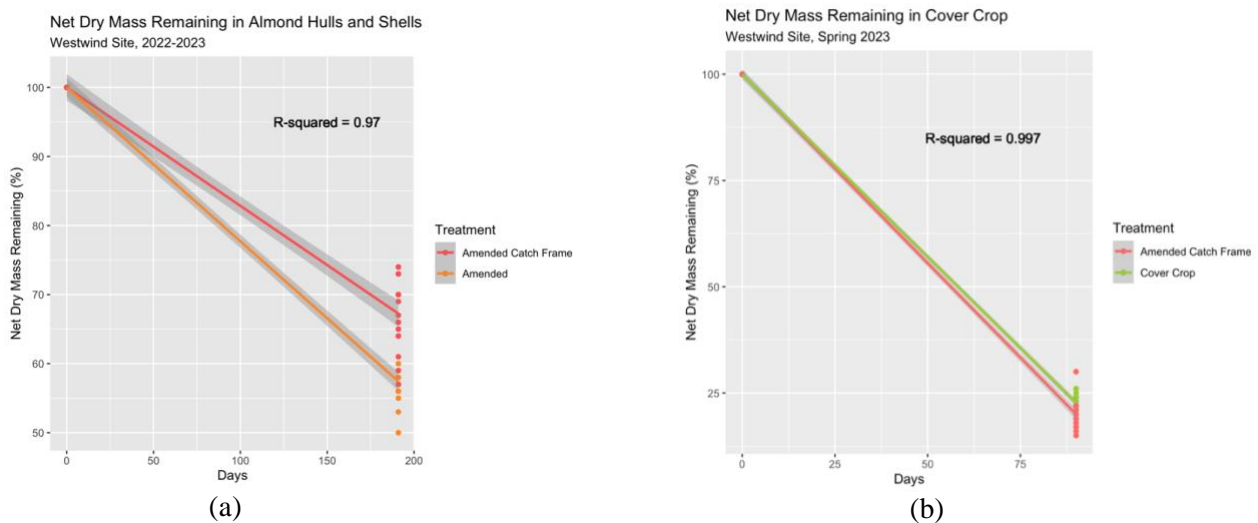 Net Dry Mass Remaining in Almond Hulls and Shells
Westwind Site, 2022-2023
R-squared = 0.97
Net Dry Mass Remaining (%)
100
90
80
70
60
50
0
50
100
150
200
Days
Treatment
Amended Catch Frame
Amended
(a)
Net Dry Mass Remaining in Cover Crop
Westwind Site, Spring 2023
R-squared = 0.997
Net Dry Mass Remaining (%)
100
75
50
25
0
25
50
75
Days
Treatment
Amended Catch Frame
Cover Crop
(b)